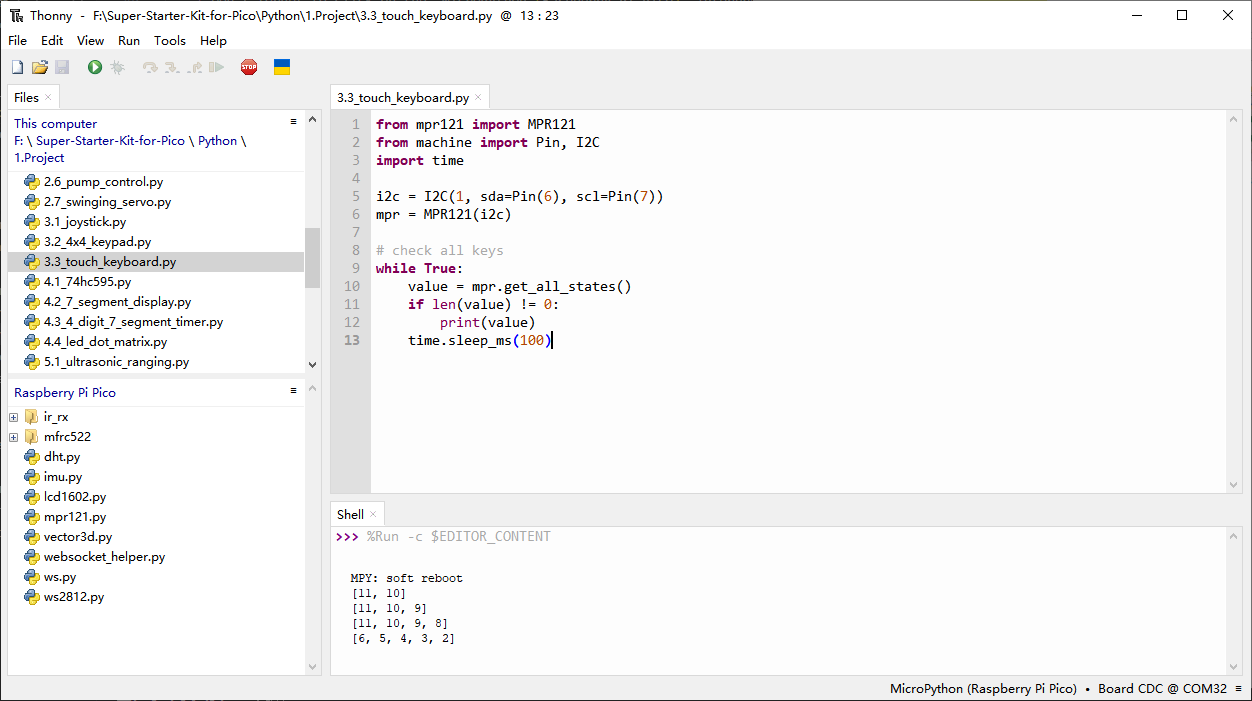 Thonny - F:\Super-Starter-Kit-for-Pico\Python\1.Project\3.3_touch_keyboard.py @ 13 : 23
File Edit View Run Tools Help
STOP
Files ×
This computer ≡
F: \ Super-Starter-Kit-for-Pico \ Python \
1.Project
2.6_pump_control.py
2.7_swinging_servo.py
3.1_joystick.py
3.2_4x4_keypad.py
3.3_touch_keyboard.py
4.1_74hc595.py
4.2_7_segment_display.py
4.3_4_digit_7_segment_timer.py
4.4_led_dot_matrix.py
5.1_ultrasonic_ranging.py
Raspberry Pi Pico ≡
ir_rx
mfrc522
dht.py
imu.py
lcd1602.py
mpr121.py
vector3d.py
websocket_helper.py
ws.py
ws2812.py
3.3_touch_keyboard.py ×
1 from mpr121 import MPR121
2 from machine import Pin, I2C
3 import time
4
5 i2c = I2C(1, sda=Pin(6), scl=Pin(7))
6 mpr = MPR121(i2c)
7
8 # check all keys
9 while True:
10     value = mpr.get_all_states()
11     if len(value) != 0:
12         print(value)
13     time.sleep_ms(100)
Shell ×
>>> %Run -c $EDITOR_CONTENT
MPY: soft reboot
[11, 10]
[11, 10, 9]
[11, 10, 9, 8]
[6, 5, 4, 3, 2]
MicroPython (Raspberry Pi Pico) • Board CDC @ COM32 ≡